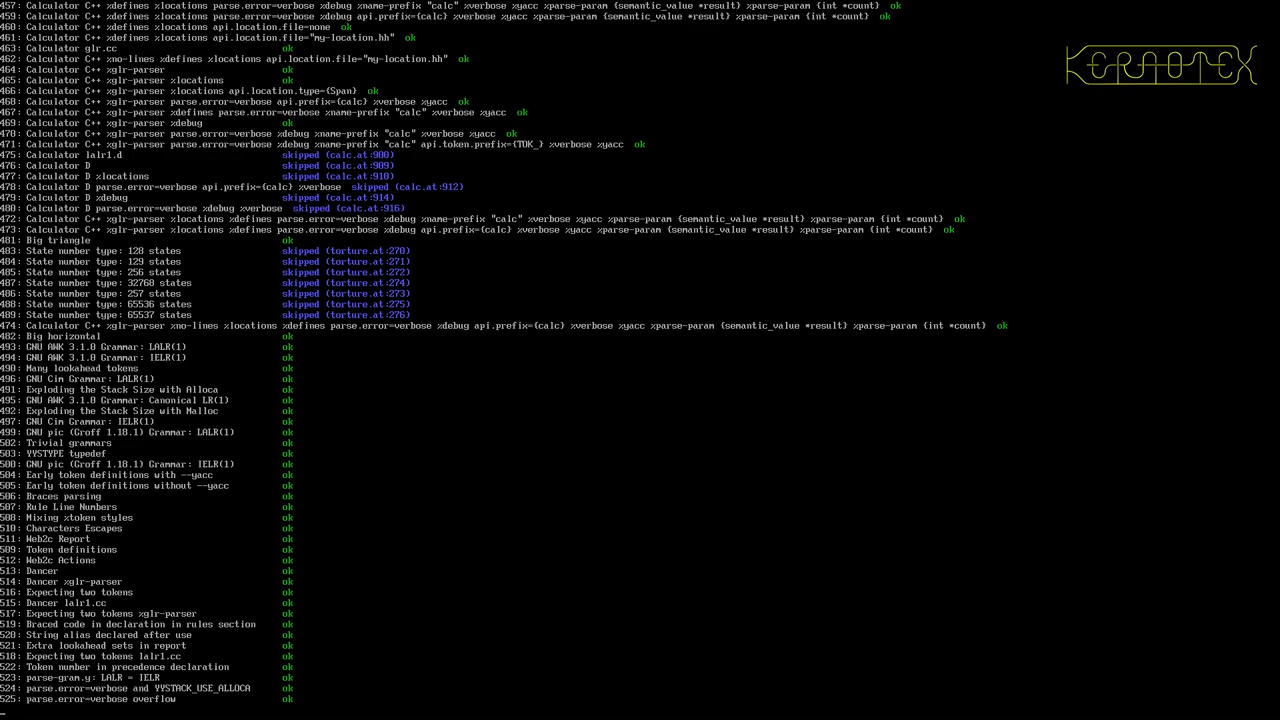 457: Calculator C++ %defines %locations parse.error=verbose %debug %name-prefix "calc" %verbose %yacc %parse-param {semantic_value *result} %parse-param {int *count}  ok
459: Calculator C++ %defines %locations parse.error=verbose %debug api.prefix={calc} %verbose %yacc %parse-param {semantic_value *result} %parse-param {int *count}  ok
460: Calculator C++ %defines %locations api.location.file=none  ok
461: Calculator C++ %defines %locations api.location.file="my-location.hh"  ok
463: Calculator glr.cc ok
462: Calculator C++ %no-lines %defines %locations api.location.file="my-location.hh"  ok
464: Calculator C++ %glr-parser ok
465: Calculator C++ %glr-parser %locations ok
466: Calculator C++ %glr-parser %locations api.location.type={Span}  ok
468: Calculator C++ %glr-parser parse.error=verbose api.prefix={calc} %verbose %yacc  ok
467: Calculator C++ %glr-parser %defines parse.error=verbose %name-prefix "calc" %verbose %yacc  ok
469: Calculator C++ %glr-parser %debug ok
470: Calculator C++ %glr-parser parse.error=verbose %debug %name-prefix "calc" %verbose %yacc  ok
471: Calculator C++ %glr-parser parse.error=verbose %debug %name-prefix "calc" api.token.prefix={TOK_} %verbose %yacc  ok
475: Calculator lalr1.d skipped (calc.at:900)
476: Calculator D skipped (calc.at:909)
477: Calculator D %locations skipped (calc.at:910)
478: Calculator D parse.error=verbose api.prefix={calc} %verbose  skipped (calc.at:912)
479: Calculator D %debug skipped (calc.at:914)
480: Calculator D parse.error=verbose %debug %verbose  skipped (calc.at:916)
472: Calculator C++ %glr-parser %locations %defines parse.error=verbose %debug %name-prefix "calc" %verbose %yacc %parse-param {semantic_value *result} %parse-param {int *count}  ok
473: Calculator C++ %glr-parser %locations %defines parse.error=verbose %debug api.prefix={calc} %verbose %yacc %parse-param {semantic_value *result} %parse-param {int *count}  ok
481: Big triangle ok
483: State number type: 128 states skipped (torture.at:270)
484: State number type: 129 states skipped (torture.at:271)
485: State number type: 256 states skipped (torture.at:272)
487: State number type: 32768 states skipped (torture.at:274)
486: State number type: 257 states skipped (torture.at:273)
488: State number type: 65536 states skipped (torture.at:275)
489: State number type: 65537 states skipped (torture.at:276)
474: Calculator C++ %glr-parser %no-lines %locations %defines parse.error=verbose %debug api.prefix={calc} %verbose %yacc %parse-param {semantic_value *result} %parse-param {int *count}  ok
482: Big horizontal ok
493: GNU AWK 3.1.0 Grammar: LALR(1) ok
494: GNU AWK 3.1.0 Grammar: IELR(1) ok
490: Many lookahead tokens ok
496: GNU Cim Grammar: LALR(1) ok
491: Exploding the Stack Size with Alloca ok
495: GNU AWK 3.1.0 Grammar: Canonical LR(1) ok
492: Exploding the Stack Size with Malloc ok
497: GNU Cim Grammar: IELR(1) ok
499: GNU pic (Groff 1.18.1) Grammar: LALR(1) ok
502: Trivial grammars ok
503: YYSTYPE typedef ok
500: GNU pic (Groff 1.18.1) Grammar: IELR(1) ok
504: Early token definitions with --yacc ok
505: Early token definitions without --yacc ok
506: Braces parsing ok
507: Rule Line Numbers ok
508: Mixing %token styles ok
510: Characters Escapes ok
511: Web2c Report ok
509: Token definitions ok
512: Web2c Actions ok
513: Dancer ok
514: Dancer %glr-parser ok
516: Expecting two tokens ok
515: Dancer lalr1.cc ok
517: Expecting two tokens %glr-parser ok
519: Braced code in declaration in rules section ok
520: String alias declared after use ok
521: Extra lookahead sets in report ok
518: Expecting two tokens lalr1.cc ok
522: Token number in precedence declaration ok
523: parse-gram.y: LALR = IELR ok
524: parse.error=verbose and YYSTACK_USE_ALLOCA ok
525: parse.error=verbose overflow ok